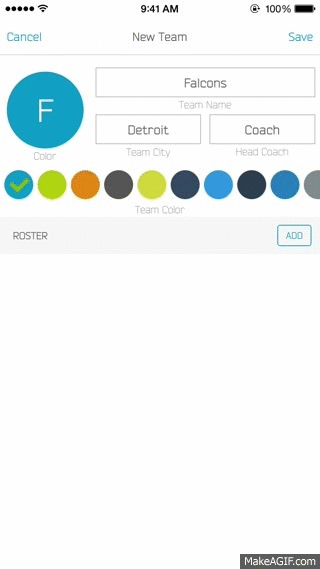 9:41 AM 100%
Cancel New Team Save
F
Falcons
Team Name
Detroit Coach
Color Team City Head Coach
Team Color
ROSTER ADD
MakeAGIF.com